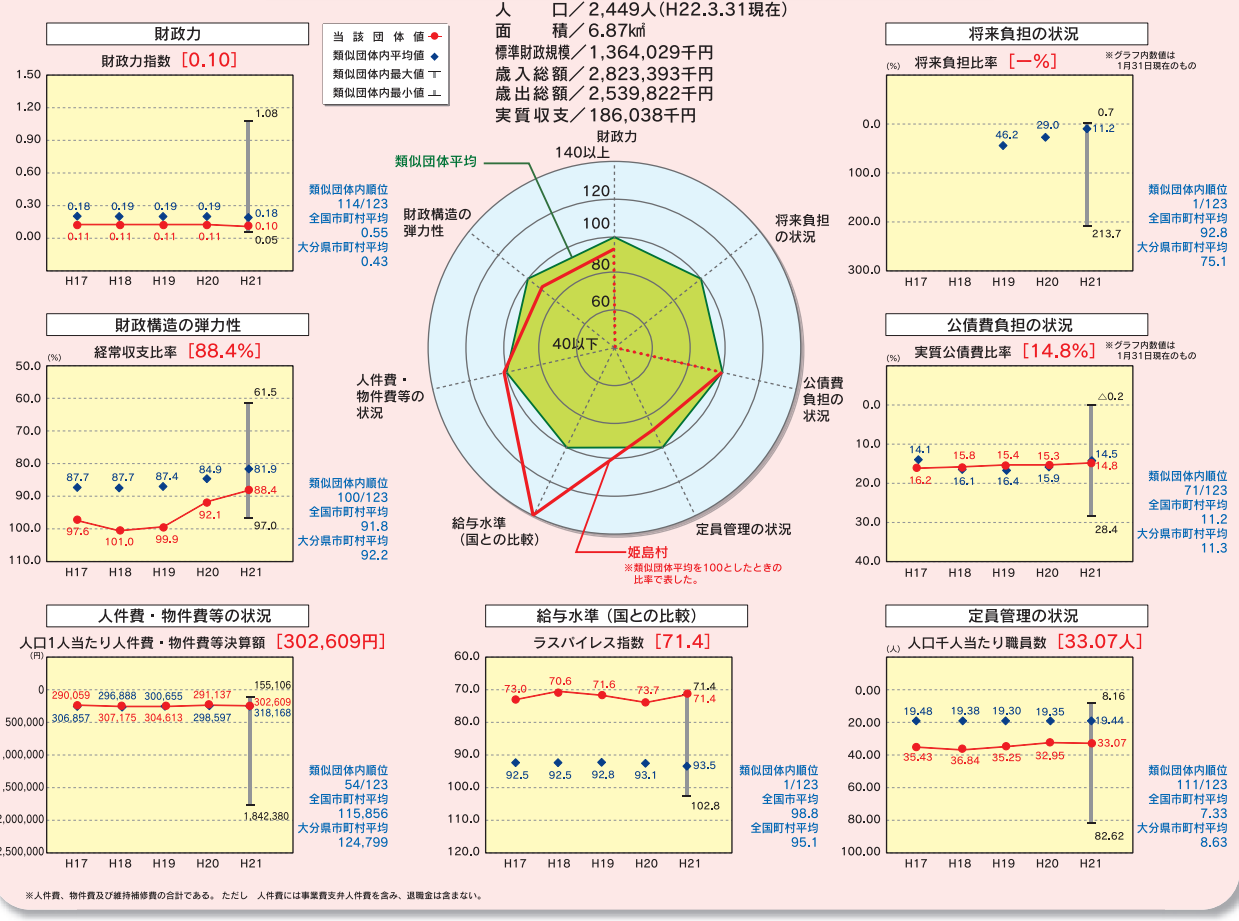 人　　口／2,449人(H22.3.31現在)
面　　積／6.87k㎡
標準財政規模／1,364,029千円
歳入総額／2,823,393千円
歳出総額／2,539,822千円
実質収支／186,038千円
当該団体値
類似団体内平均値
類似団体内最大値
類似団体内最小値
財政力
財政力指数 [0.10]
1.50
1.20
0.90
0.60
0.30
0.00
1.08
0.18 0.19 0.19 0.19 0.18
0.11 0.11 0.11 0.11 0.10
0.05
H17 H18 H19 H20 H21
類似団体内順位
114/123
全国市町村平均
0.55
大分県市町村平均
0.43
財政構造の弾力性
経常収支比率 [88.4%]
(%)
50.0
60.0
70.0
80.0
90.0
100.0
110.0
61.5
87.7 87.7 87.4 84.9 81.9
97.6 101.0 99.9 92.1 88.4
97.0
H17 H18 H19 H20 H21
類似団体内順位
100/123
全国市町村平均
91.8
大分県市町村平均
92.2
類似団体平均
財政力
140以上
120
100
80
60
40以下
将来負担
の状況
公債費
負担の
状況
定員管理の状況
給与水準
（国との比較）
人件費・
物件費等の
状況
財政構造の
弾力性
姫島村
※類似団体平均を100としたときの
比率で表した。
将来負担の状況
将来負担比率 [ー%]
※グラフ内数値は
1月31日現在のもの
(%)
0.0
100.0
200.0
300.0
0.7
46.2 29.0 11.2
213.7
H17 H18 H19 H20 H21
類似団体内順位
1/123
全国市町村平均
92.8
大分県市町村平均
75.1
公債費負担の状況
実質公債費比率 [14.8%]
※グラフ内数値は
1月31日現在のもの
(%)
0.0
10.0
20.0
30.0
40.0
△0.2
14.1 15.8 15.4 15.3 14.5
16.2 16.1 16.4 15.9 14.8
28.4
H17 H18 H19 H20 H21
類似団体内順位
71/123
全国市町村平均
11.2
大分県市町村平均
11.3
人件費・物件費等の状況
人口1人当たり人件費・物件費等決算額 [302,609円]
(円)
0
500,000
,000,000
,500,000
2,000,000
2,500,000
155,106
290,059 296,888 300,655 291,137 302,609
306,857 307,175 304,613 298,597 318,168
1,842,380
H17 H18 H19 H20 H21
類似団体内順位
54/123
全国市町村平均
115,856
大分県市町村平均
124,799
給与水準（国との比較）
ラスパイレス指数 [71.4]
60.0
70.0
80.0
90.0
100.0
110.0
120.0
73.0 70.6 71.6 73.7 71.4
71.4
92.5 92.5 92.8 93.1 93.5
102.8
H17 H18 H19 H20 H21
類似団体内順位
1/123
全国市平均
98.8
全国町村平均
95.1
定員管理の状況
人口千人当たり職員数 [33.07人]
(人)
0.00
20.00
40.00
60.00
80.00
100.00
8.16
19.48 19.38 19.30 19.35 19.44
35.43 36.84 35.25 32.95 33.07
82.62
H17 H18 H19 H20 H21
類似団体内順位
111/123
全国市町村平均
7.33
大分県市町村平均
8.63
※人件費、物件費及び維持補修費の合計である。ただし　人件費には事業費支弁人件費を含み、退職金は含まない。